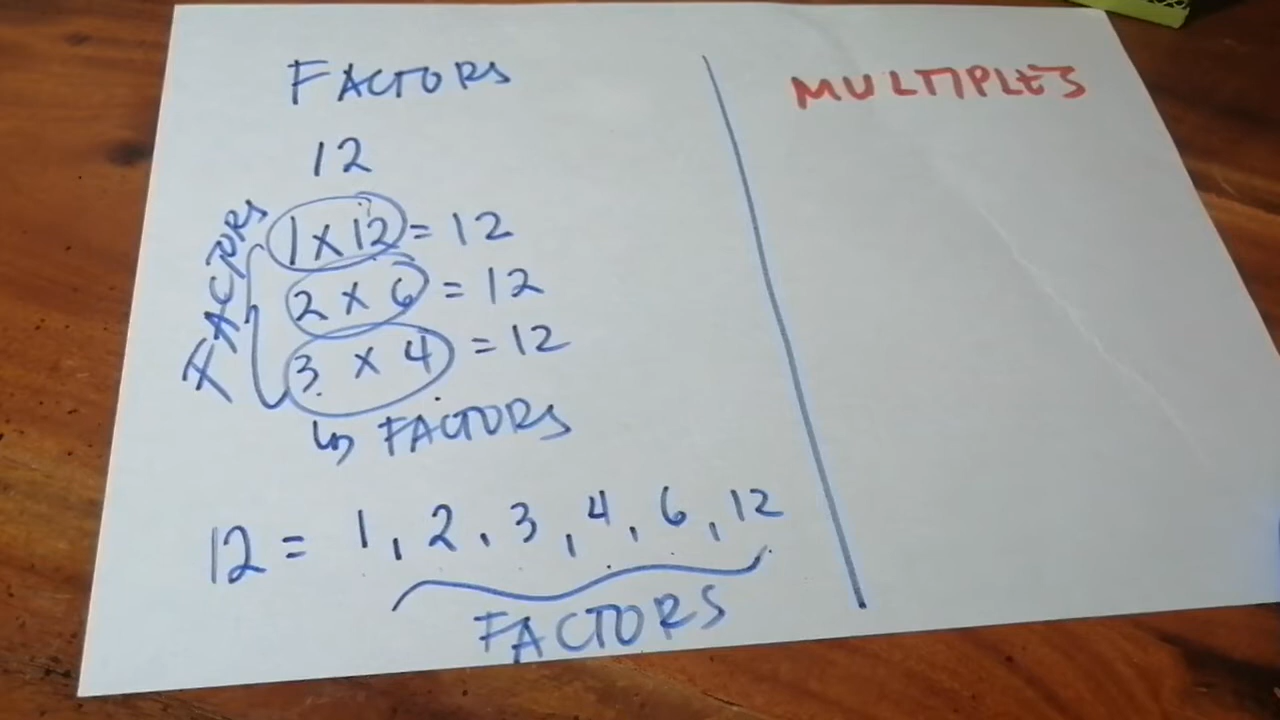 FACTORS
12
1 x 12 = 12
2 x 6 = 12
3 x 4 = 12
FACTORS
↳ FACTORS
12 = 1, 2, 3, 4, 6, 12
FACTORS
MULTIPLES